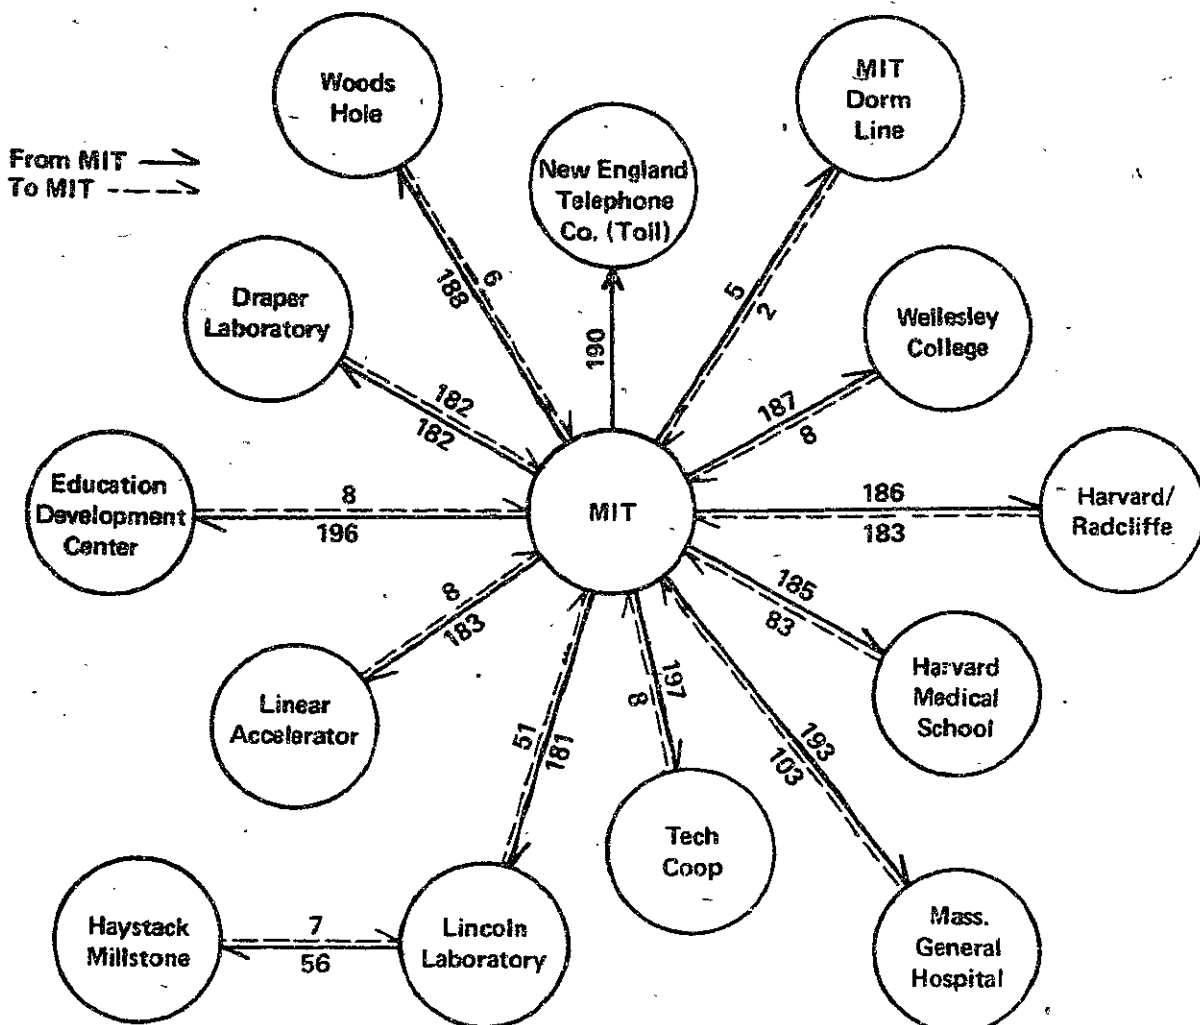 From MIT
To MIT
Woods
Hole
New England
Telephone
Co. (Toll)
MIT
Dorm
Line
Draper
Laboratory
Wellesley
College
6
188
190
5
2
182
182
187
8
Education
Development
Center
8
196
MIT
186
183
Harvard/
Radcliffe
8
183
185
83
Linear
Accelerator
Harvard
Medical
School
51
181
197
8
193
103
Tech
Coop
Haystack
Millstone
7
56
Lincoln
Laboratory
Mass.
General
Hospital